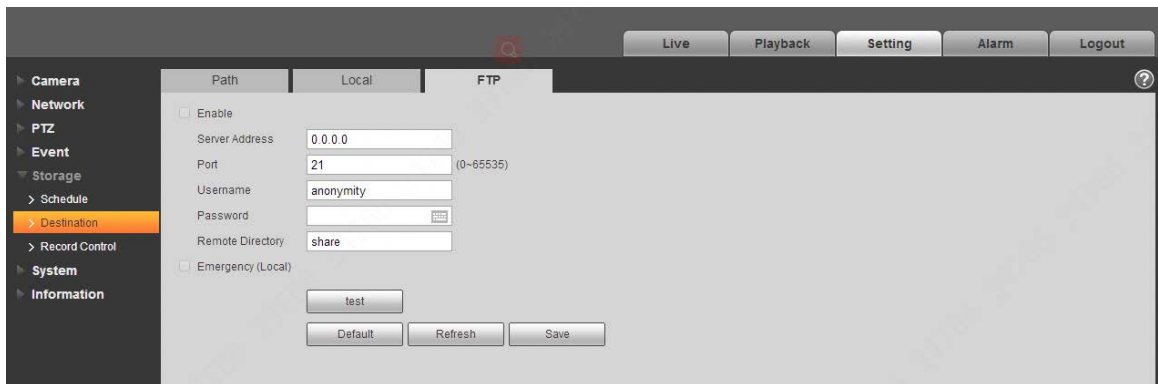 Live Playback Setting Alarm Logout
Camera
Network
PTZ
Event
Storage
Schedule
Destination
Record Control
System
Information
Path Local FTP
Enable
Server Address 0.0.0.0
Port 21 (0~65535)
Username anonymity
Password
Remote Directory share
Emergency (Local)
test
Default Refresh Save